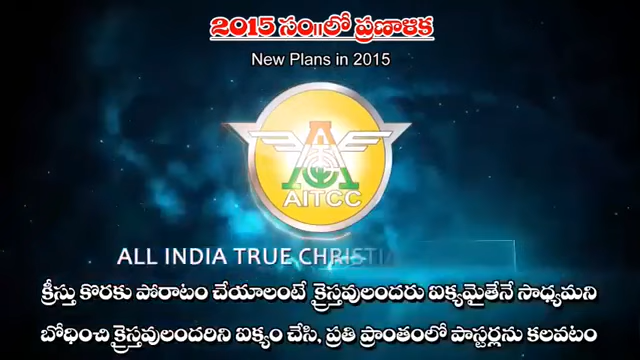 2015 సం॥లో ప్రణాళిక
New Plans in 2015
AITCC
ALL INDIA TRUE CHRISTIA
క్రీస్తు కొరకు పోరాటం చేయాలంటే క్రైస్తవులందరు ఐక్యమైతేనే సాధ్యమని
బోధించి క్రైస్తవులందరిని ఐక్యం చేసి, ప్రతి ప్రాంతంలో పాస్టర్లను కలవటం